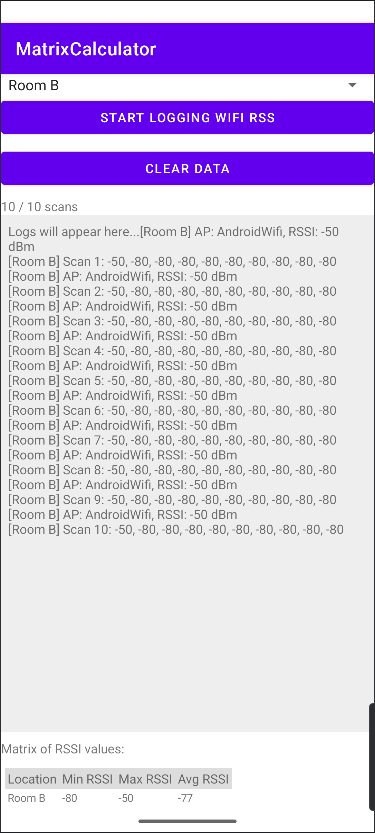 MatrixCalculator
Room B
START LOGGING WIFI RSS
CLEAR DATA
10 / 10 scans
Logs will appear here...[Room B] AP: AndroidWifi, RSSI: -50
dBm
[Room B] Scan 1: -50, -80, -80, -80, -80, -80, -80, -80, -80, -80
[Room B] AP: AndroidWifi, RSSI: -50 dBm
[Room B] Scan 2: -50, -80, -80, -80, -80, -80, -80, -80, -80, -80
[Room B] AP: AndroidWifi, RSSI: -50 dBm
[Room B] Scan 3: -50, -80, -80, -80, -80, -80, -80, -80, -80, -80
[Room B] AP: AndroidWifi, RSSI: -50 dBm
[Room B] Scan 4: -50, -80, -80, -80, -80, -80, -80, -80, -80, -80
[Room B] AP: AndroidWifi, RSSI: -50 dBm
[Room B] Scan 5: -50, -80, -80, -80, -80, -80, -80, -80, -80, -80
[Room B] AP: AndroidWifi, RSSI: -50 dBm
[Room B] Scan 6: -50, -80, -80, -80, -80, -80, -80, -80, -80, -80
[Room B] AP: AndroidWifi, RSSI: -50 dBm
[Room B] Scan 7: -50, -80, -80, -80, -80, -80, -80, -80, -80, -80
[Room B] AP: AndroidWifi, RSSI: -50 dBm
[Room B] Scan 8: -50, -80, -80, -80, -80, -80, -80, -80, -80, -80
[Room B] AP: AndroidWifi, RSSI: -50 dBm
[Room B] Scan 9: -50, -80, -80, -80, -80, -80, -80, -80, -80, -80
[Room B] AP: AndroidWifi, RSSI: -50 dBm
[Room B] Scan 10: -50, -80, -80, -80, -80, -80, -80, -80, -80, -80
Matrix of RSSI values:
Location Min RSSI Max RSSI Avg RSSI
Room B -80 -50 -77